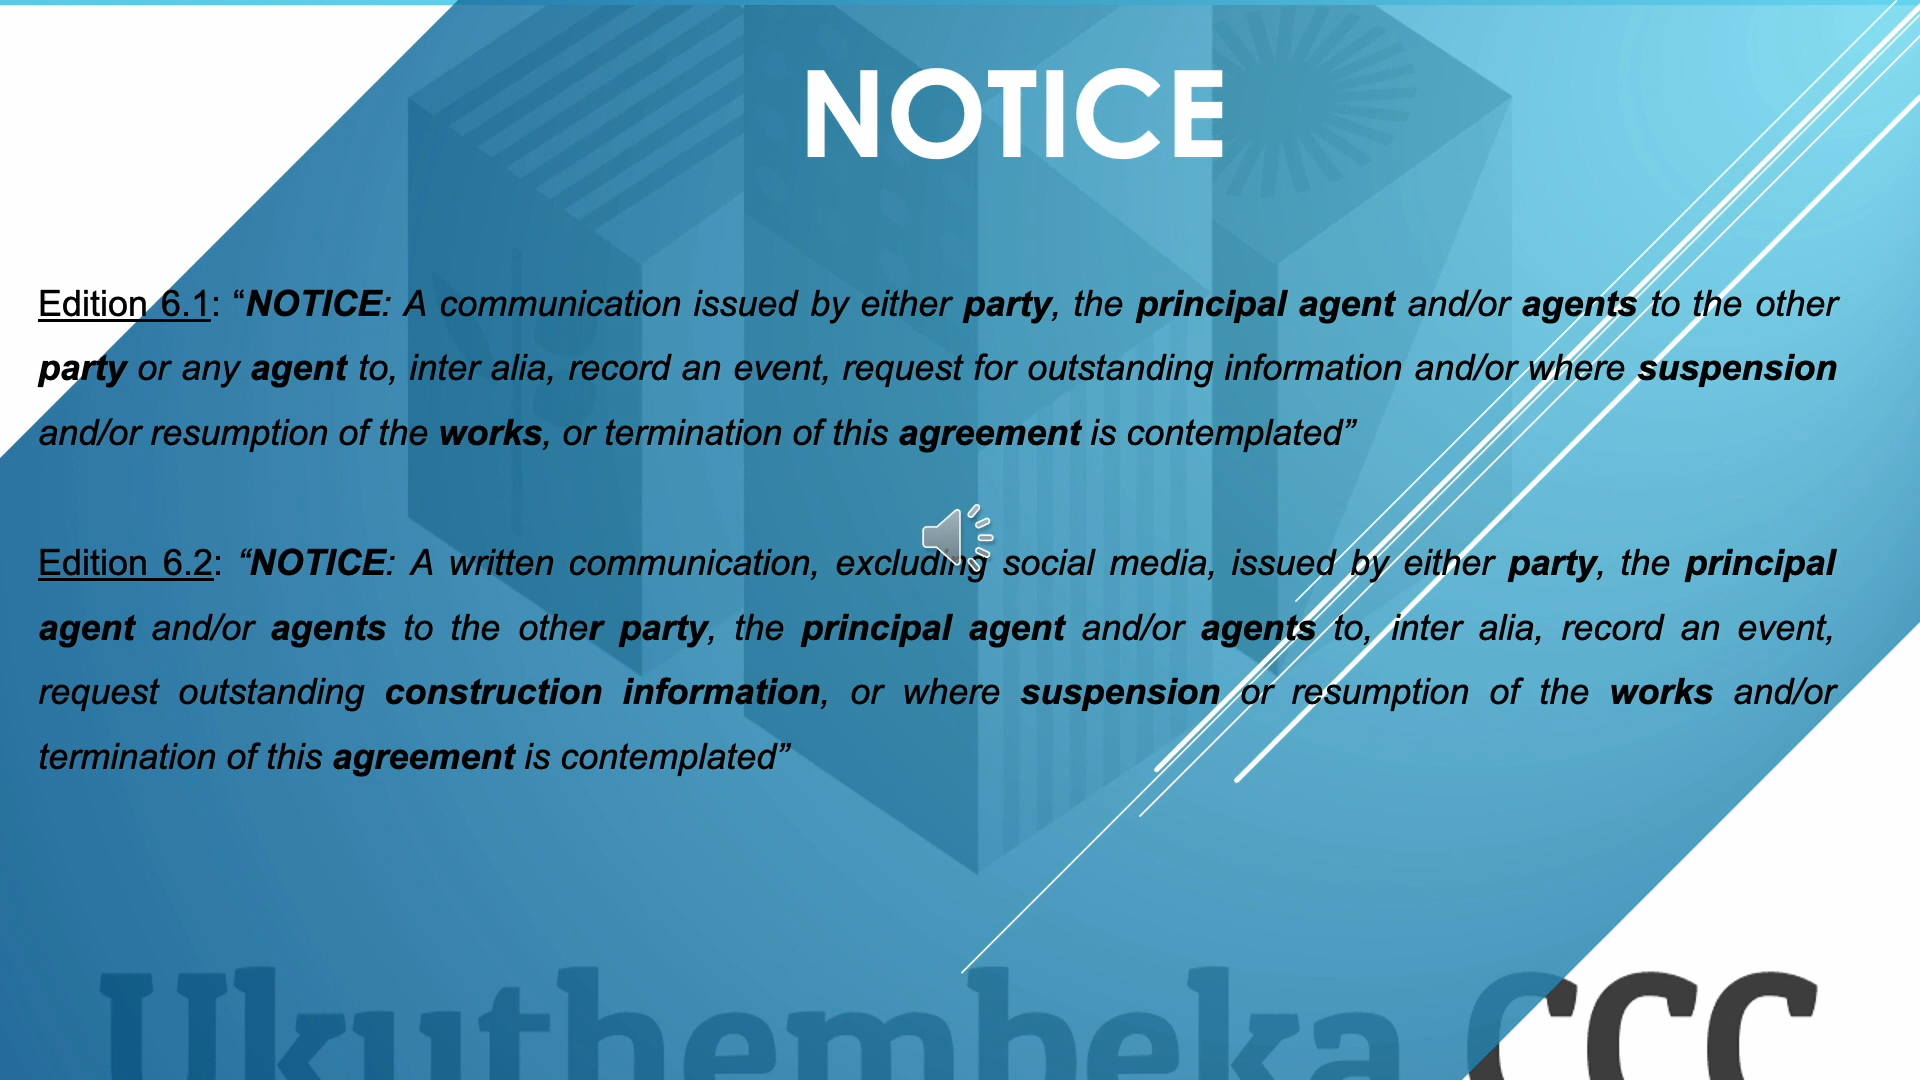 NOTICE
Edition 6.1: “NOTICE: A communication issued by either party, the principal agent and/or agents to the other
party or any agent to, inter alia, record an event, request for outstanding information and/or where suspension
and/or resumption of the works, or termination of this agreement is contemplated”
Edition 6.2: “NOTICE: A written communication, excluding social media, issued by either party, the principal
agent and/or agents to the other party, the principal agent and/or agents to, inter alia, record an event,
request outstanding construction information, or where suspension or resumption of the works and/or
termination of this agreement is contemplated”
Ukuthembeka CCC